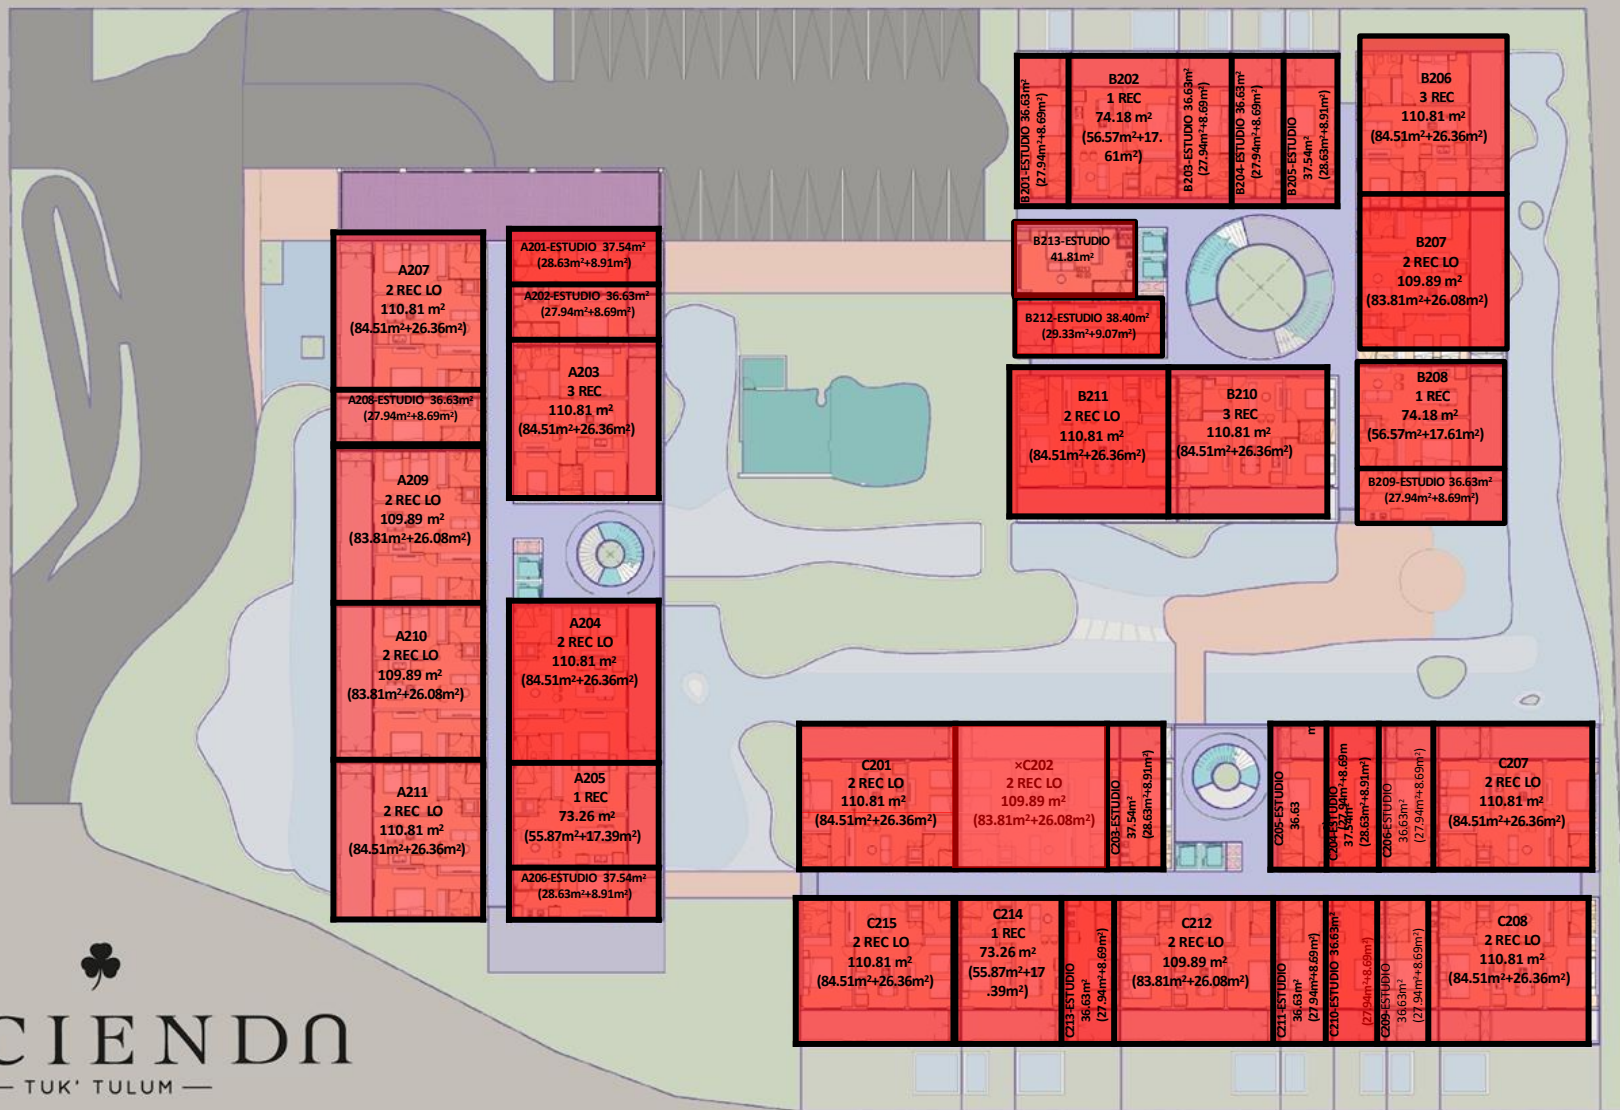 A207
2 REC LO
110.81 m²
(84.51m²+26.36m²)
A208-ESTUDIO 36.63m²
(27.94m²+8.69m²)
A209
2 REC LO
109.89 m²
(83.81m²+26.08m²)
A210
2 REC LO
109.89 m²
(83.81m²+26.08m²)
A211
2 REC LO
110.81 m²
(84.51m²+26.36m²)
A201-ESTUDIO 37.54m²
(28.63m²+8.91m²)
A202-ESTUDIO 36.63m²
(27.94m²+8.69m²)
A203
3 REC
110.81 m²
(84.51m²+26.36m²)
A204
2 REC LO
110.81 m²
(84.51m²+26.36m²)
A205
1 REC
73.26 m²
(55.87m²+17.39m²)
A206-ESTUDIO 37.54m²
(28.63m²+8.91m²)
B201-ESTUDIO 36.63m²
(27.94m²+8.69m²)
B202
1 REC
74.18 m²
(56.57m²+17.
61m²)
B203-ESTUDIO 36.63m²
(27.94m²+8.69m²)
B204-ESTUDIO 36.63m²
(27.94m²+8.69m²)
B205-ESTUDIO
37.54m²
(28.63m²+8.91m²)
B206
3 REC
110.81 m²
(84.51m²+26.36m²)
B207
2 REC LO
109.89 m²
(83.81m²+26.08m²)
B213-ESTUDIO
41.81m²
B212-ESTUDIO 38.40m²
(29.33m²+9.07m²)
B211
2 REC LO
110.81 m²
(84.51m²+26.36m²)
B210
3 REC
110.81 m²
(84.51m²+26.36m²)
B208
1 REC
74.18 m²
(56.57m²+17.61m²)
B209-ESTUDIO 36.63m²
(27.94m²+8.69m²)
C201
2 REC LO
110.81 m²
(84.51m²+26.36m²)
×C202
2 REC LO
109.89 m²
(83.81m²+26.08m²)
C203-ESTUDIO
37.54m²
(28.63m²+8.91m²)
C205-ESTUDIO
36.63
m
C204-ESTUDIO
37.54m²
(28.63m²+8.91m²)
C206-ESTUDIO
36.63m²
(27.94m²+8.69m²)
C207
2 REC LO
110.81 m²
(84.51m²+26.36m²)
C215
2 REC LO
110.81 m²
(84.51m²+26.36m²)
C214
1 REC
73.26 m²
(55.87m²+17
.39m²)
C213-ESTUDIO
36.63m²
(27.94m²+8.69m²)
C212
2 REC LO
109.89 m²
(83.81m²+26.08m²)
C211-ESTUDIO
36.63m²
(27.94m²+8.69m²)
C210-ESTUDIO 36.63m²
(27.94m²+8.69m²)
C209-ESTUDIO
36.63m²
(27.94m²+8.69m²)
C208
2 REC LO
110.81 m²
(84.51m²+26.36m²)
CIENDA
TUK' TULUM